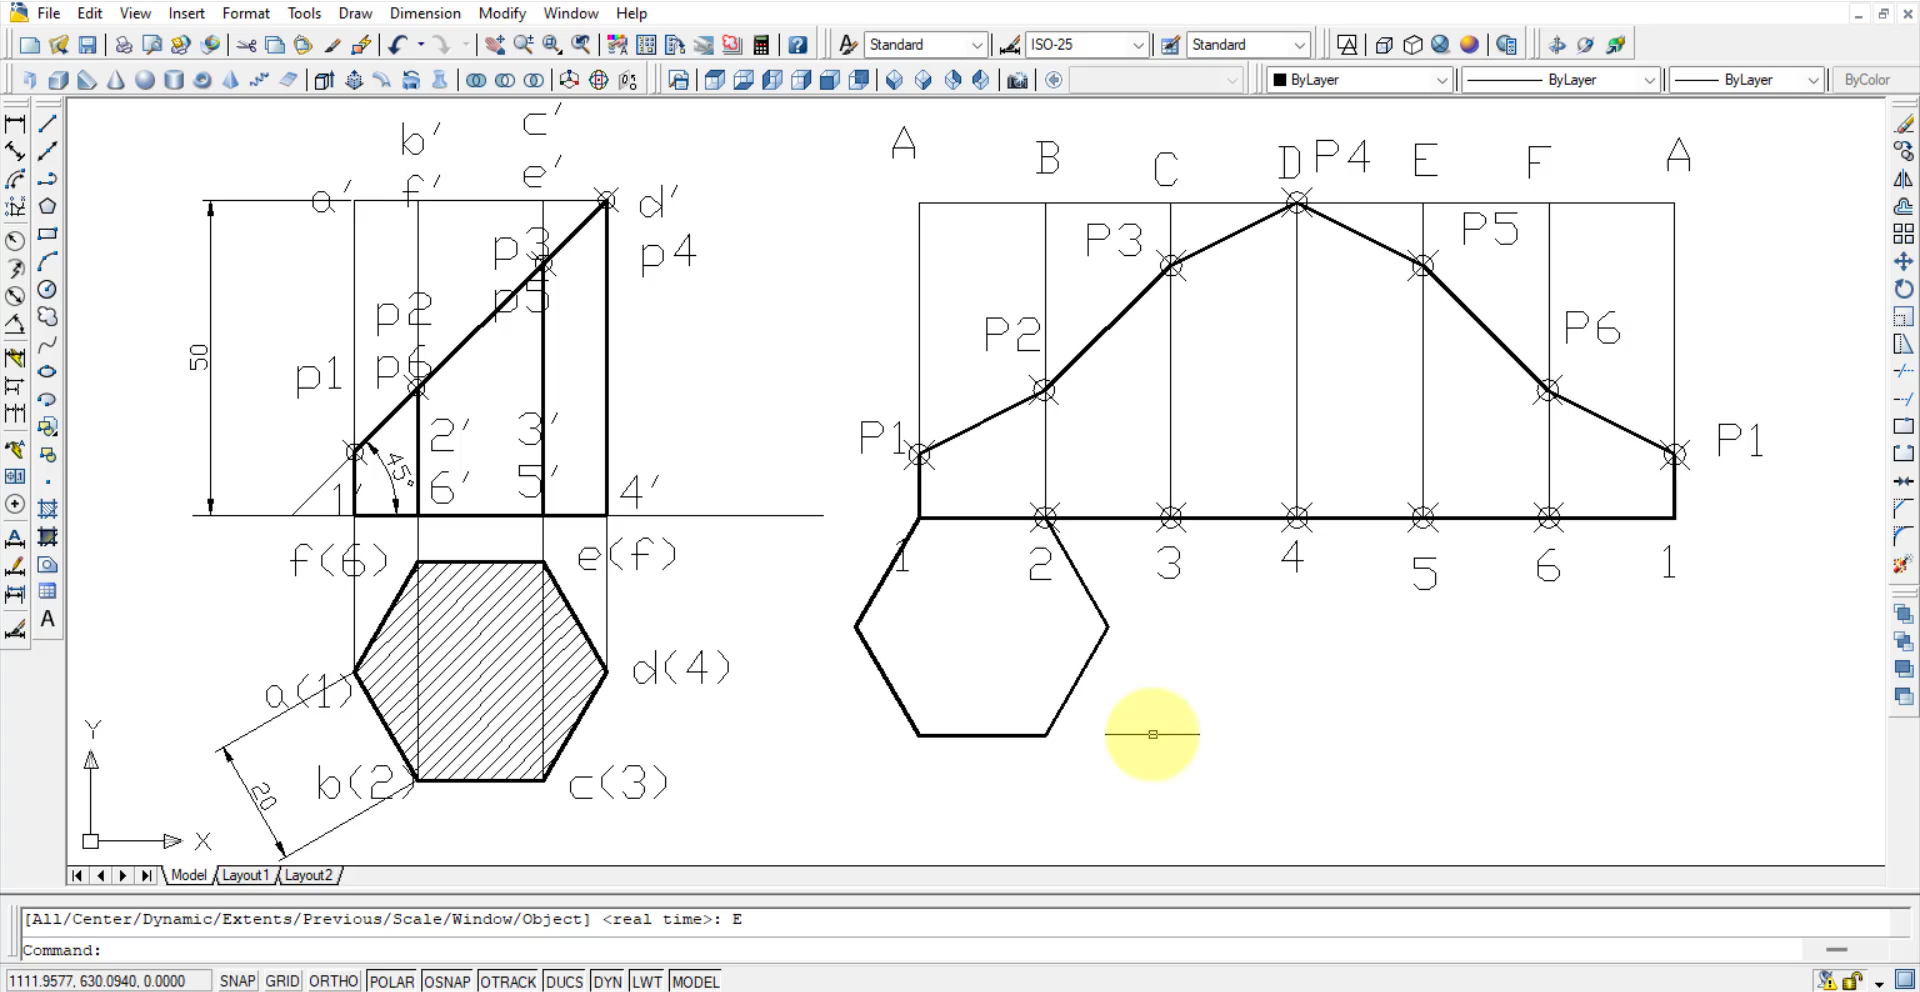 File Edit View Insert Format Tools Draw Dimension Modify Window Help
Standard ISO-25 Standard
ByLayer ByLayer ByLayer ByColor
c'
b'
e'
f'
a'
d'
p3
p4
p5
p2
p6
p1
50
45°
2'
3'
6'
5'
1'
4'
f(6)
e(f)
a(1)
d(4)
b(2)
c(3)
20
Y
X
A B C D P4 E F A
P3
P5
P2
P6
P1
P1
1 2 3 4 5 6 1
Model Layout1 Layout2
[All/Center/Dynamic/Extents/Previous/Scale/Window/Object] <real time>: E
Command:
1111.9577, 630.0940, 0.0000 SNAP GRID ORTHO POLAR OSNAP OTRACK DUCS DYN LWT MODEL